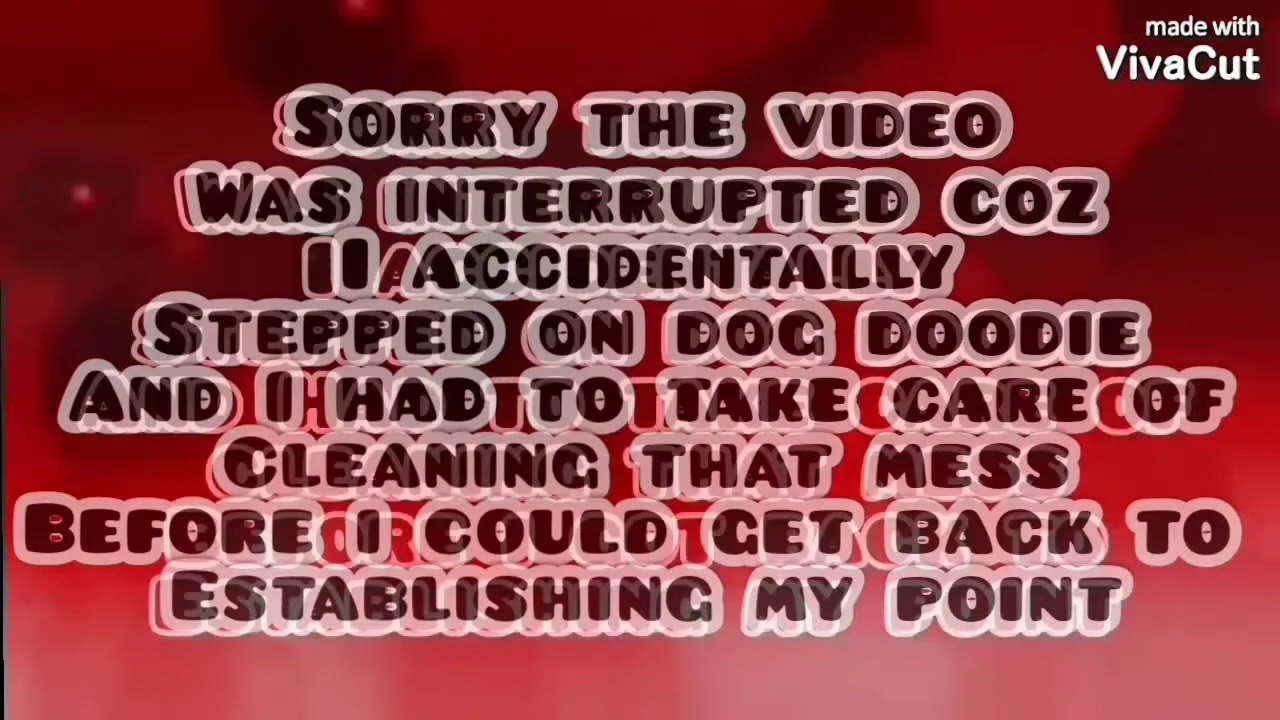 made with
VivaCut
Sorry the video
Was interrupted coz
I accidentally
Stepped on dog doodie
And I had to take care of
Cleaning that mess
Before i could get back to
Establishing my point